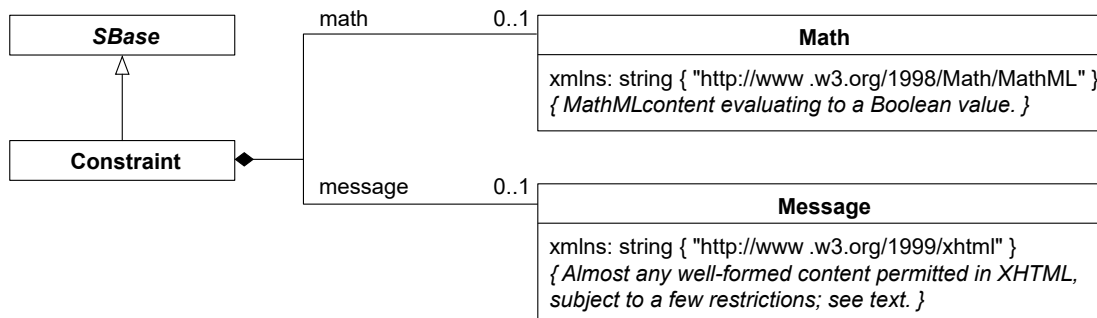 SBase
Constraint
math 0..1
Math
xmlns: string { "http://www .w3.org/1998/Math/MathML" }
{ MathMLcontent evaluating to a Boolean value. }
message 0..1
Message
xmlns: string { "http://www .w3.org/1999/xhtml" }
{ Almost any well-formed content permitted in XHTML,
subject to a few restrictions; see text. }